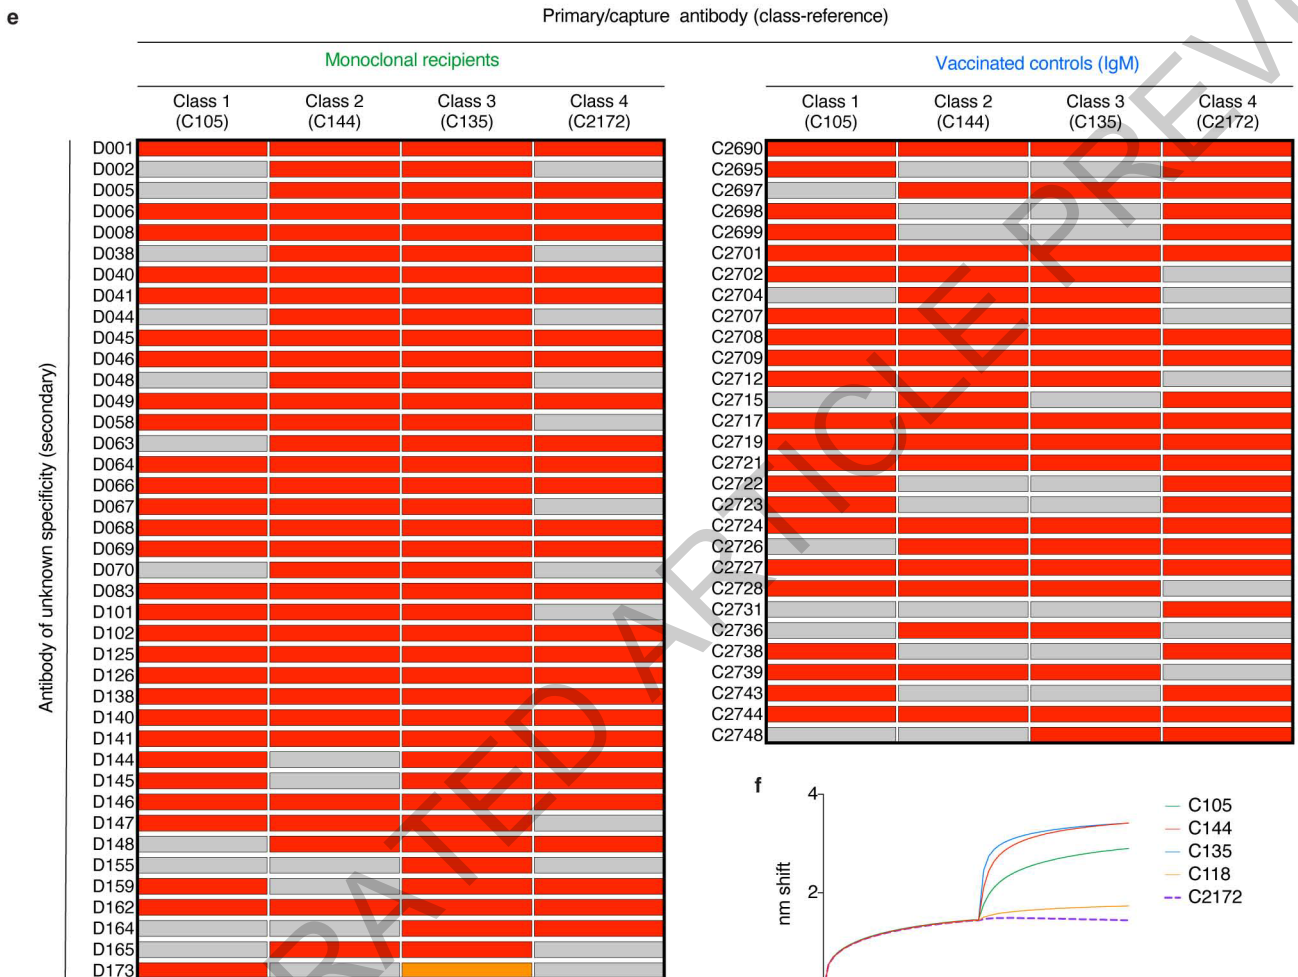 e
Primary/capture antibody (class-reference)
Monoclonal recipients
Vaccinated controls (IgM)
Class 1 Class 2 Class 3 Class 4
(C105) (C144) (C135) (C2172)
Class 1 Class 2 Class 3 Class 4
(C105) (C144) (C135) (C2172)
Antibody of unknown specificity (secondary)
D001
D002
D005
D006
D008
D038
D040
D041
D044
D045
D046
D048
D049
D058
D063
D064
D066
D067
D068
D069
D070
D083
D101
D102
D125
D126
D138
D140
D141
D144
D145
D146
D147
D148
D155
D159
D162
D164
D165
D173
C2690
C2695
C2697
C2698
C2699
C2701
C2702
C2704
C2707
C2708
C2709
C2712
C2715
C2717
C2719
C2721
C2722
C2723
C2724
C2726
C2727
C2728
C2731
C2736
C2738
C2739
C2743
C2744
C2748
f
4
2
nm shift
C105
C144
C135
C118
C2172
RATED ARTICLE PREV